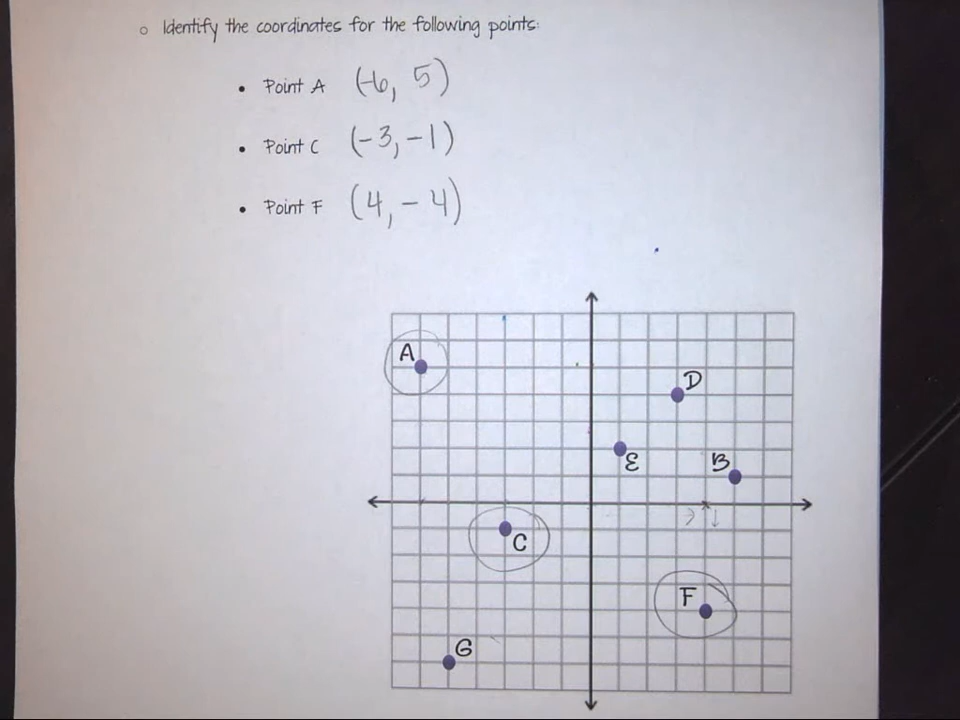 Identify the coordinates for the following points:
Point A (-6, 5)
Point C (-3, -1)
Point F (4, - 4)
A
D
E
B
C
F
G